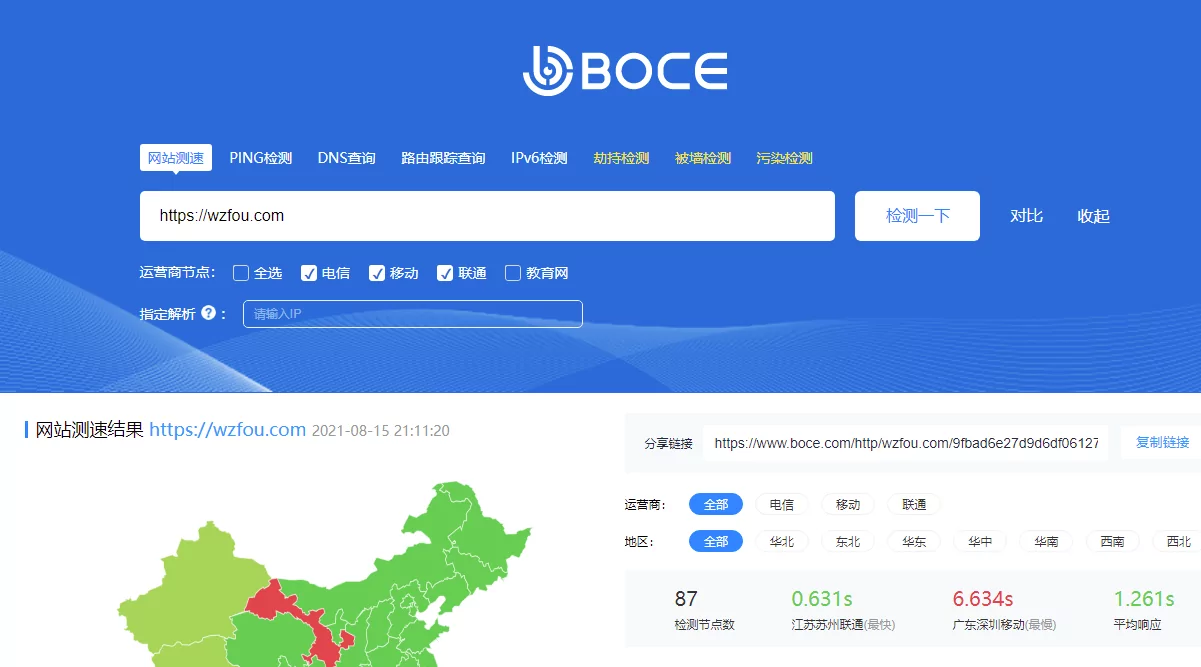 BOCE
网站测速 PING检测 DNS查询 路由跟踪查询 IPv6检测 劫持检测 被墙检测 污染检测
https://wzfou.com 检测一下 对比 收起
运营商节点: 全选 电信 移动 联通 教育网
指定解析 ? : 请输入IP
网站测速结果 https://wzfou.com 2021-08-15 21:11:20
分享链接 https://www.boce.com/http/wzfou.com/9fbad6e27d9d6df06127 复制链接
运营商: 全部 电信 移动 联通
地区: 全部 华北 东北 华东 华中 华南 西南 西北
87 0.631s 6.634s 1.261s
检测节点数 江苏苏州联通(最快) 广东深圳移动(最慢) 平均响应